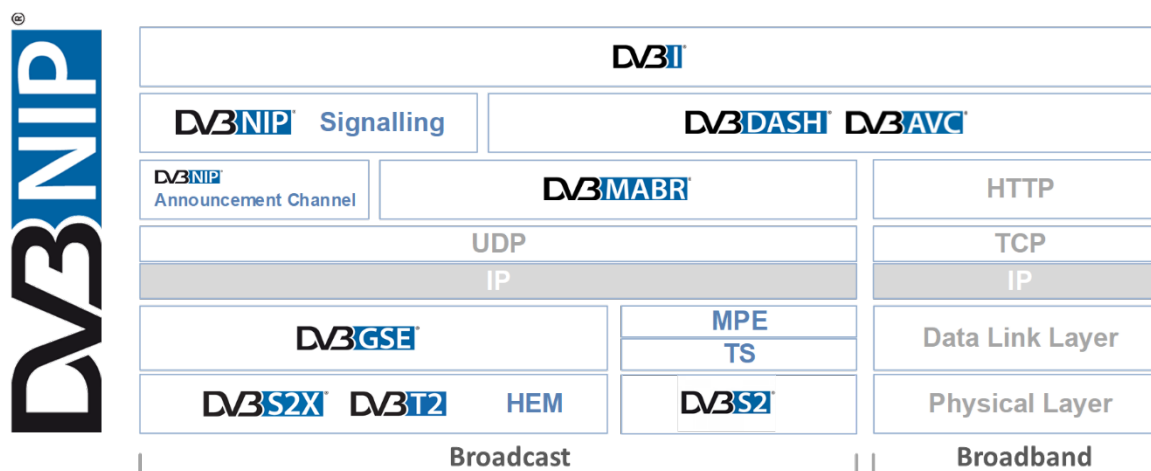 DVB NIP®
DVB I
DVB NIP Signalling
DVB DASH DVB AVC
DVB NIP
Announcement Channel
DVB MABR
HTTP
UDP
TCP
IP
IP
DVB GSE
MPE
TS
Data Link Layer
DVB S2X DVB T2 HEM
DVB S2
Physical Layer
Broadcast
Broadband